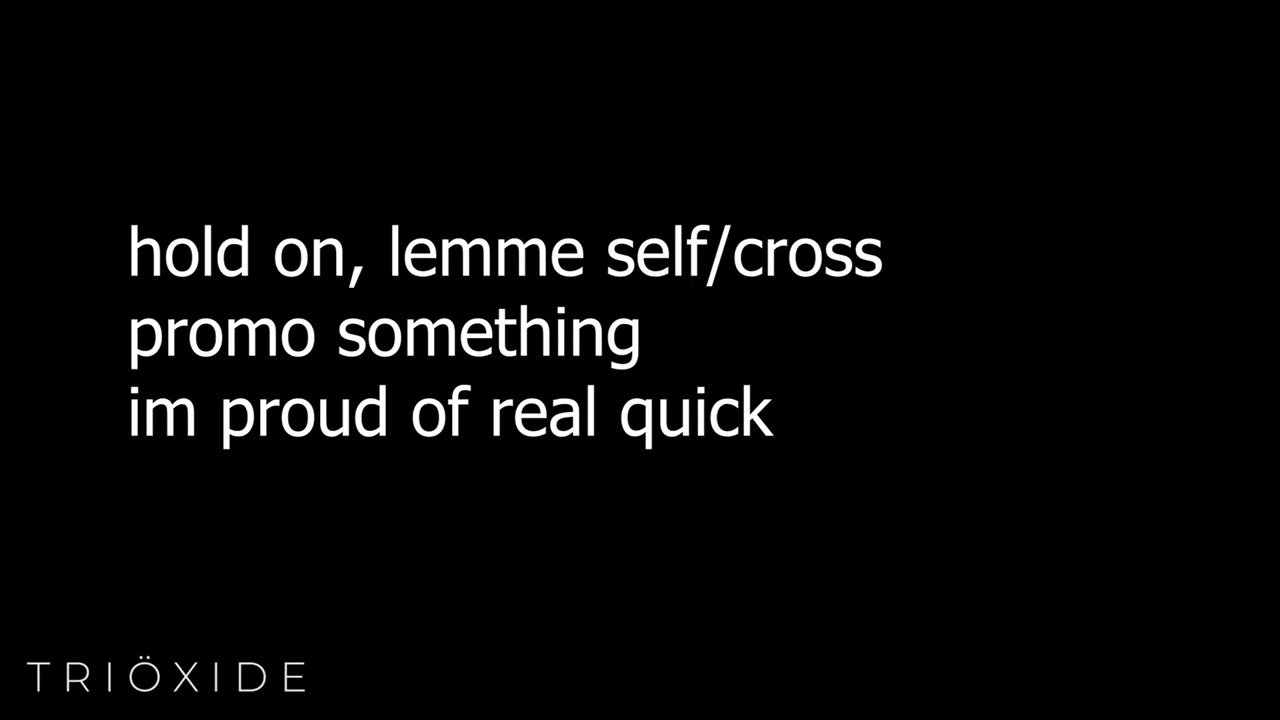 hold on, lemme self/cross
promo something
im proud of real quick
TRIÖXIDE